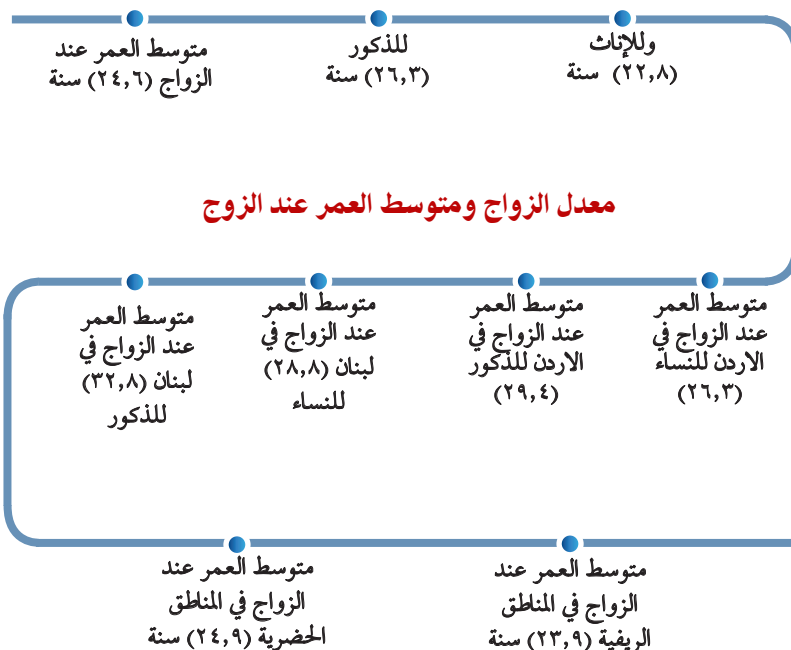 متوسط العمر عند
الزواج (٢٤,٦) سنة
للذكور
(٢٦,٣) سنة
وللإناث
(٢٢,٨) سنة
معدل الزواج ومتوسط العمر عند الزوج
متوسط العمر
عند الزواج في
الاردن للنساء
(٢٦,٣)
متوسط العمر
عند الزواج في
الاردن للذكور
(٢٩,٤)
متوسط العمر
عند الزواج في
لبنان (٢٨,٨)
للنساء
متوسط العمر
عند الزواج في
لبنان (٣٢,٨)
للذكور
متوسط العمر عند
الزواج في المناطق
الحضرية (٢٤,٩) سنة
متوسط العمر عند
الزواج في المناطق
الريفية (٢٣,٩) سنة